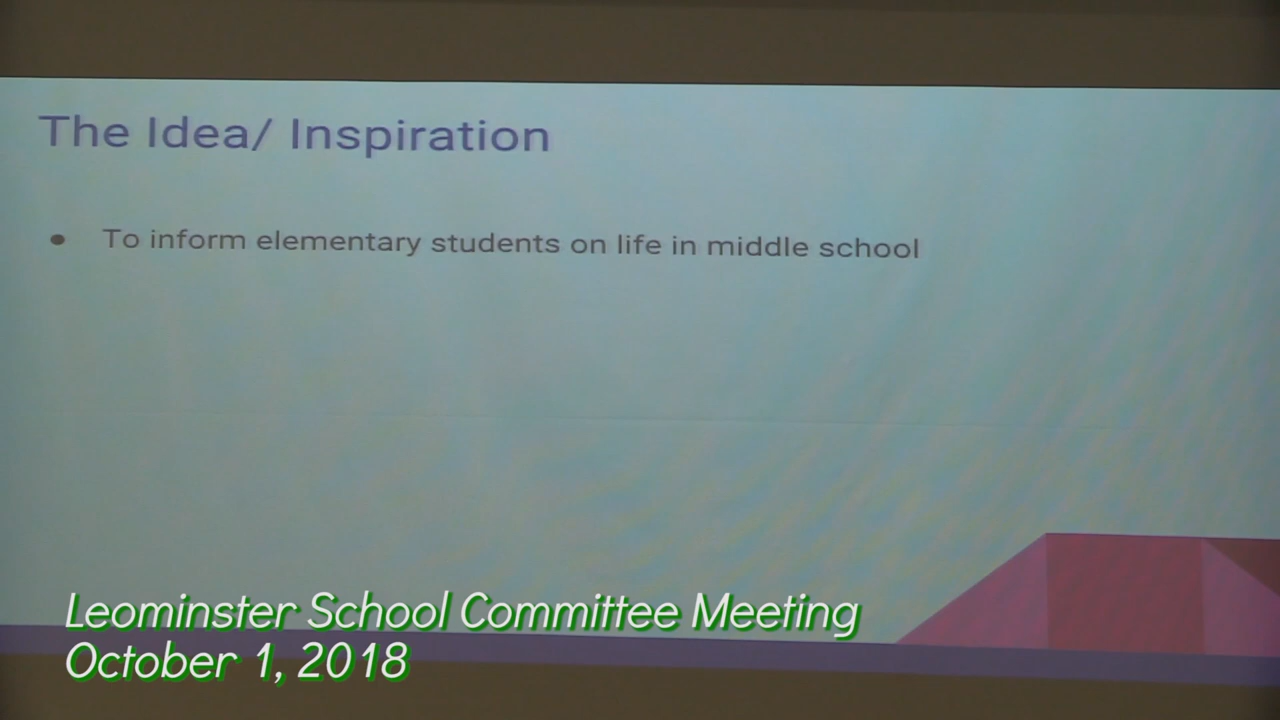 The Idea/ Inspiration
● To inform elementary students on life in middle school
Leominster School Committee Meeting
October 1, 2018